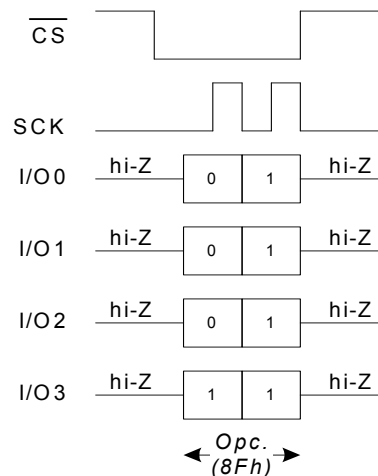 CS
SCK
I/O0 hi-Z 0 1 hi-Z
I/O1 hi-Z 0 1 hi-Z
I/O2 hi-Z 0 1 hi-Z
I/O3 hi-Z 1 1 hi-Z
Opc.
(8Fh)